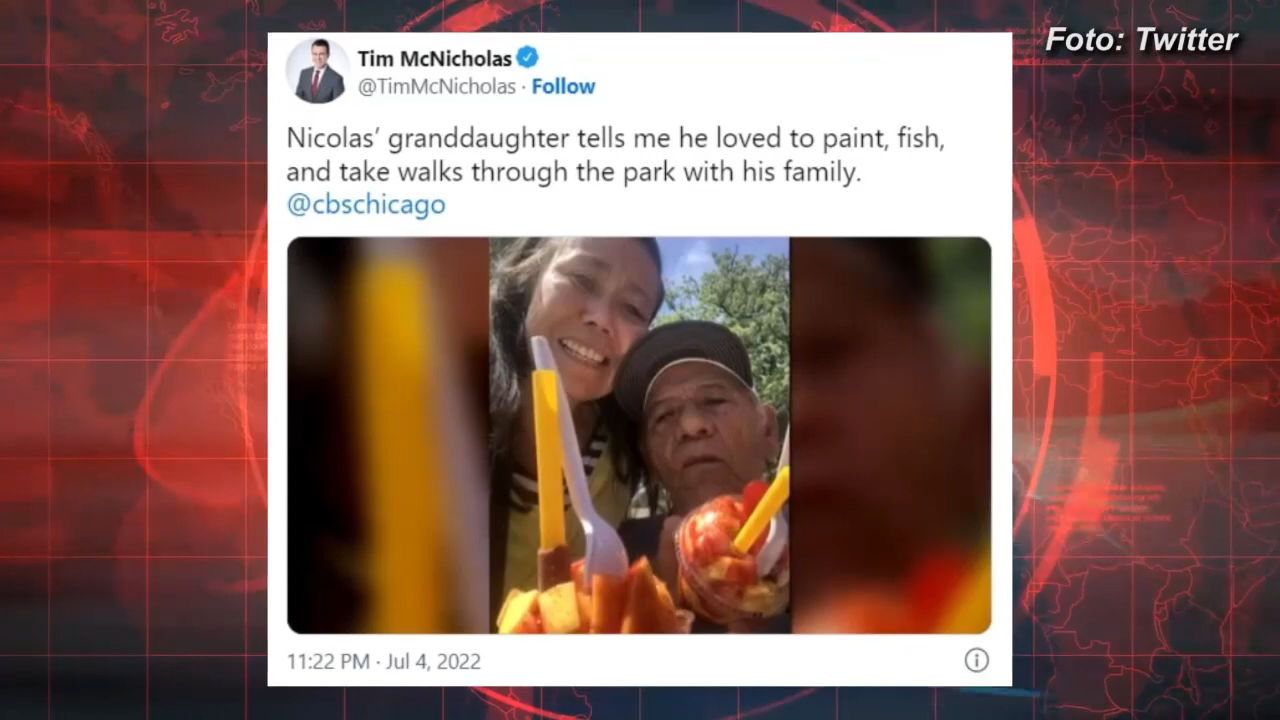 Foto: Twitter
Tim McNicholas
@TimMcNicholas · Follow
Nicolas’ granddaughter tells me he loved to paint, fish,
and take walks through the park with his family.
@cbschicago
11:22 PM · Jul 4, 2022